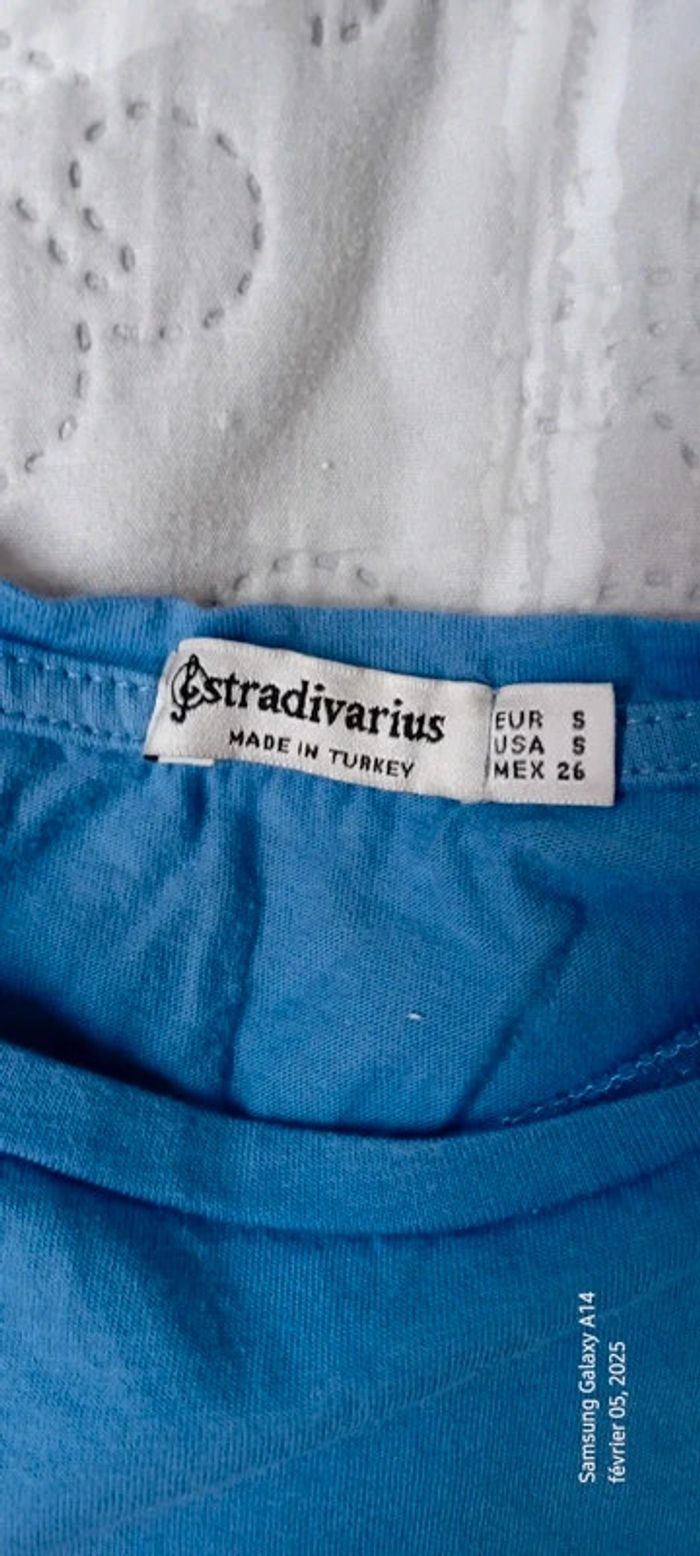 stradivarius
MADE IN TURKEY
EUR S
USA S
MEX 26
Samsung Galaxy A14
février 05, 2025